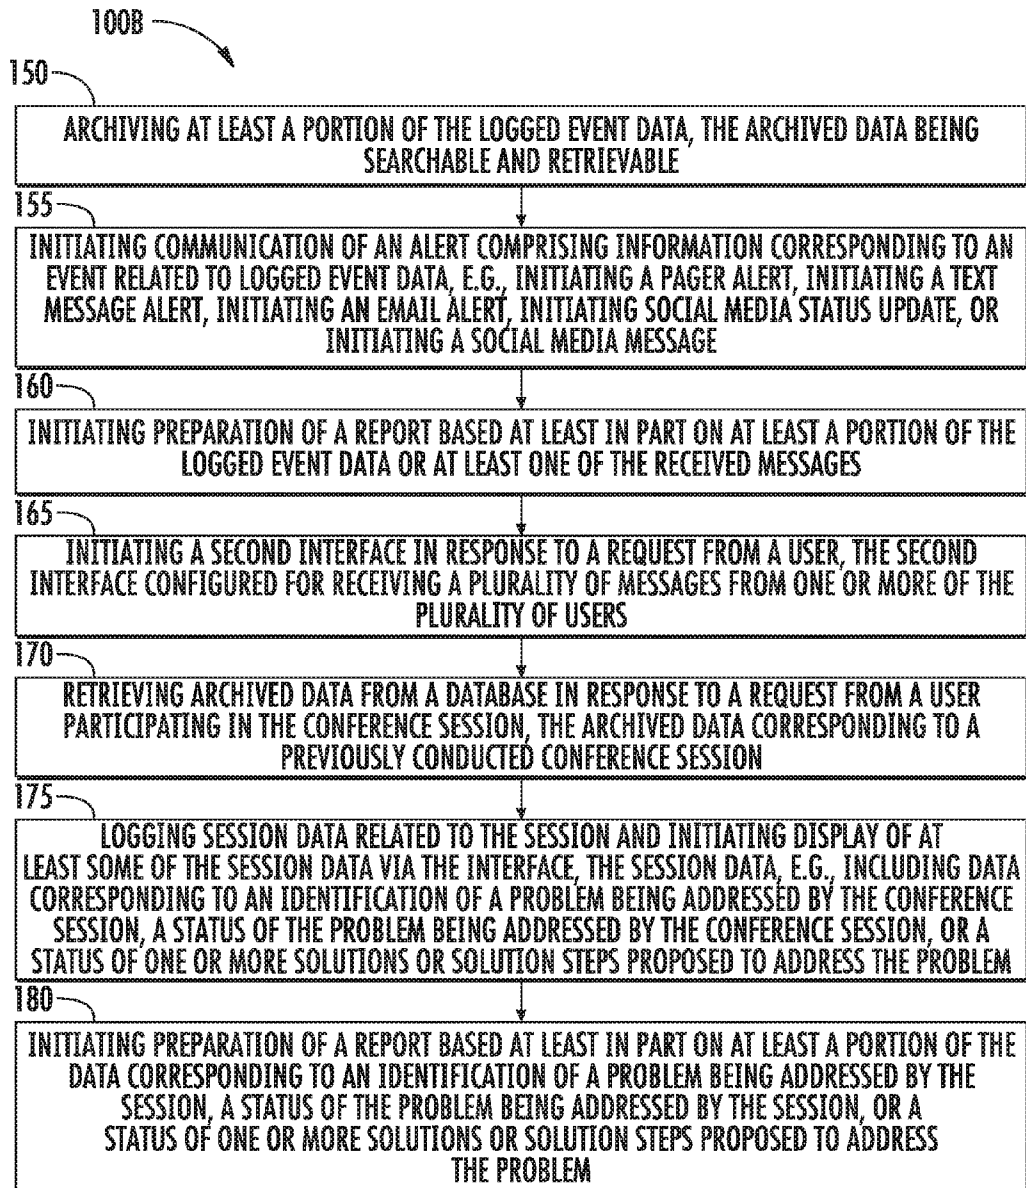 100B
150
ARCHIVING AT LEAST A PORTION OF THE LOGGED EVENT DATA, THE ARCHIVED DATA BEING
SEARCHABLE AND RETRIEVABLE
155
INITIATING COMMUNICATION OF AN ALERT COMPRISING INFORMATION CORRESPONDING TO AN
EVENT RELATED TO LOGGED EVENT DATA, E.G., INITIATING A PAGER ALERT, INITIATING A TEXT
MESSAGE ALERT, INITIATING AN EMAIL ALERT, INITIATING SOCIAL MEDIA STATUS UPDATE, OR
INITIATING A SOCIAL MEDIA MESSAGE
160
INITIATING PREPARATION OF A REPORT BASED AT LEAST IN PART ON AT LEAST A PORTION OF THE
LOGGED EVENT DATA OR AT LEAST ONE OF THE RECEIVED MESSAGES
165
INITIATING A SECOND INTERFACE IN RESPONSE TO A REQUEST FROM A USER, THE SECOND
INTERFACE CONFIGURED FOR RECEIVING A PLURALITY OF MESSAGES FROM ONE OR MORE OF THE
PLURALITY OF USERS
170
RETRIEVING ARCHIVED DATA FROM A DATABASE IN RESPONSE TO A REQUEST FROM A USER
PARTICIPATING IN THE CONFERENCE SESSION, THE ARCHIVED DATA CORRESPONDING TO A
PREVIOUSLY CONDUCTED CONFERENCE SESSION
175
LOGGING SESSION DATA RELATED TO THE SESSION AND INITIATING DISPLAY OF AT
LEAST SOME OF THE SESSION DATA VIA THE INTERFACE, THE SESSION DATA, E.G., INCLUDING DATA
CORRESPONDING TO AN IDENTIFICATION OF A PROBLEM BEING ADDRESSED BY THE CONFERENCE
SESSION, A STATUS OF THE PROBLEM BEING ADDRESSED BY THE CONFERENCE SESSION, OR A
STATUS OF ONE OR MORE SOLUTIONS OR SOLUTION STEPS PROPOSED TO ADDRESS THE PROBLEM
180
INITIATING PREPARATION OF A REPORT BASED AT LEAST IN PART ON AT LEAST A PORTION OF THE
DATA CORRESPONDING TO AN IDENTIFICATION OF A PROBLEM BEING ADDRESSED BY THE
SESSION, A STATUS OF THE PROBLEM BEING ADDRESSED BY THE SESSION, OR A
STATUS OF ONE OR MORE SOLUTIONS OR SOLUTION STEPS PROPOSED TO ADDRESS
THE PROBLEM